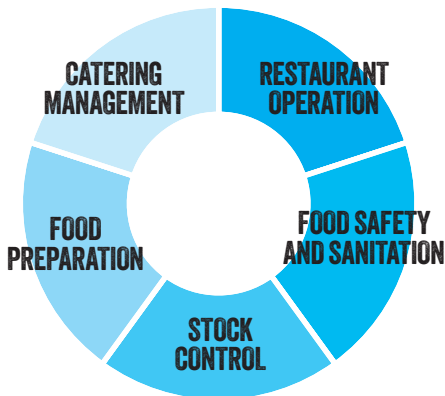 CATERING
MANAGEMENT
RESTAURANT
OPERATION
FOOD SAFETY
AND SANITATION
STOCK
CONTROL
FOOD
PREPARATION